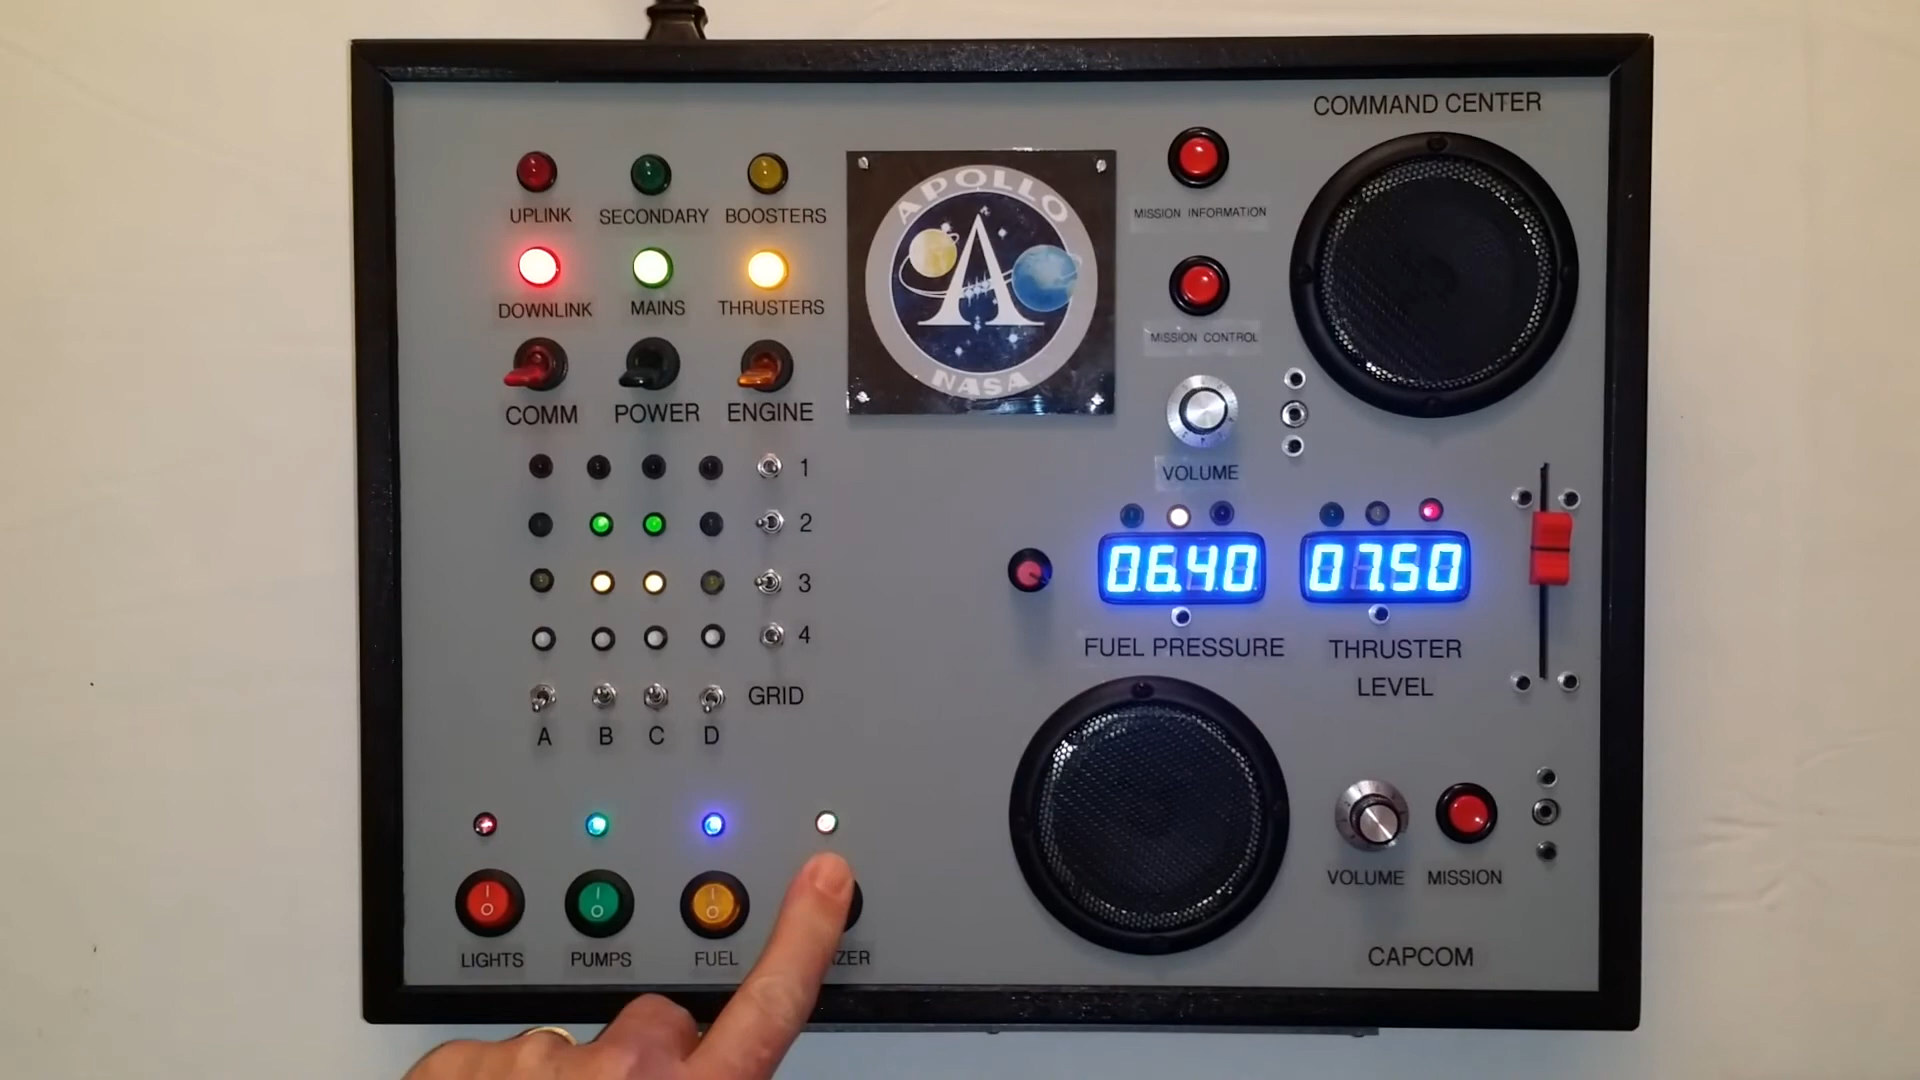 COMMAND CENTER
UPLINK SECONDARY BOOSTERS
APOLLO
NASA
MISSION INFORMATION
DOWNLINK MAINS THRUSTERS
MISSION CONTROL
COMM POWER ENGINE
VOLUME
1
2
3
4
GRID
A B C D
06.40
07.50
FUEL PRESSURE
THRUSTER
LEVEL
LIGHTS PUMPS FUEL
VOLUME MISSION
CAPCOM